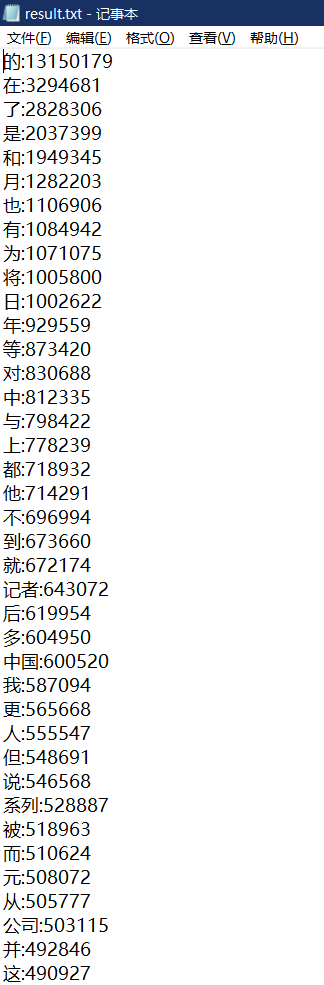 result.txt - 记事本
文件(F) 编辑(E) 格式(O) 查看(V) 帮助(H)
的:13150179
在:3294681
了:2828306
是:2037399
和:1949345
月:1282203
也:1106906
有:1084942
为:1071075
将:1005800
日:1002622
年:929559
等:873420
对:830688
中:812335
与:798422
上:778239
都:718932
他:714291
不:696994
到:673660
就:672174
记者:643072
后:619954
多:604950
中国:600520
我:587094
更:565668
人:555547
但:548691
说:546568
系列:528887
被:518963
而:510624
元:508072
从:505777
公司:503115
并:492846
这:490927